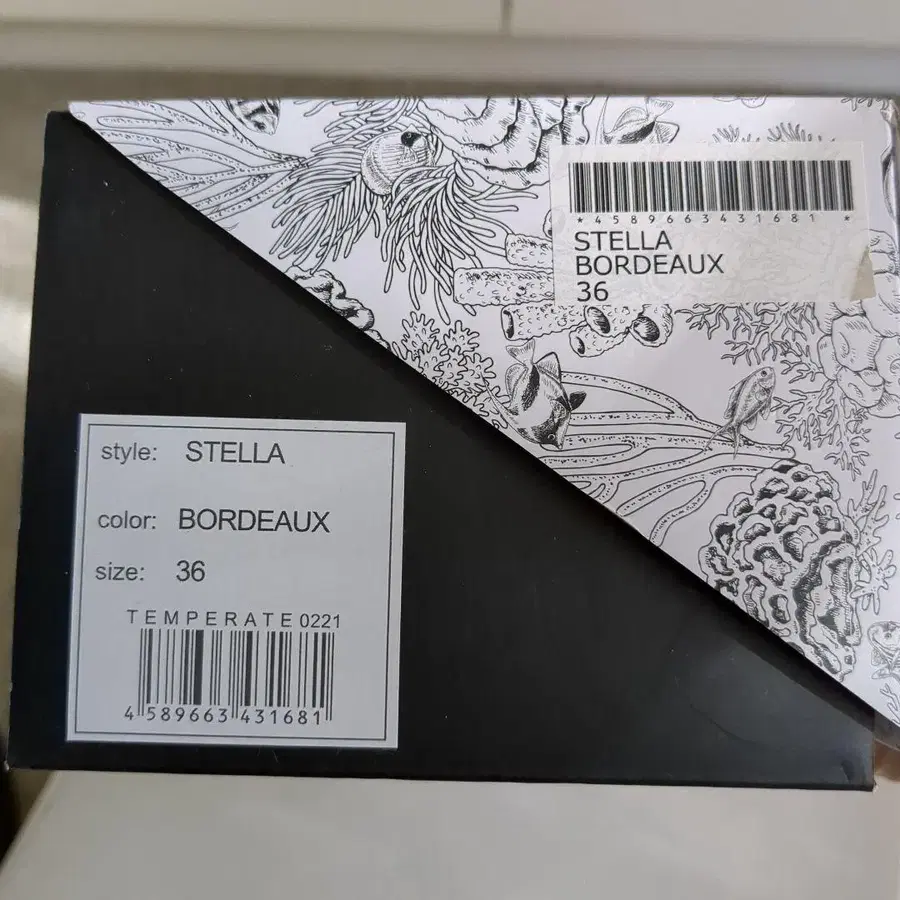 *4589663431681*
STELLA
BORDEAUX
36
style: STELLA
color: BORDEAUX
size: 36
TEMPERATE 0221
4 589663 431681